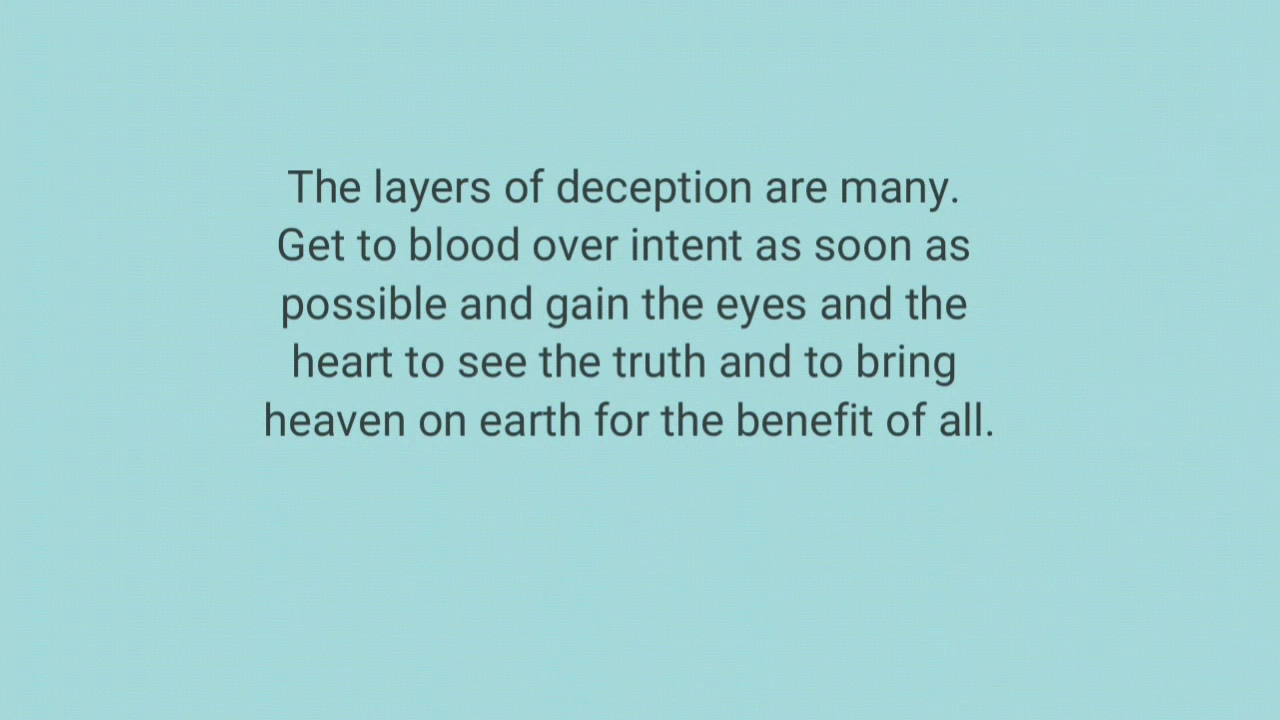 The layers of deception are many.
Get to blood over intent as soon as
possible and gain the eyes and the
heart to see the truth and to bring
heaven on earth for the benefit of all.